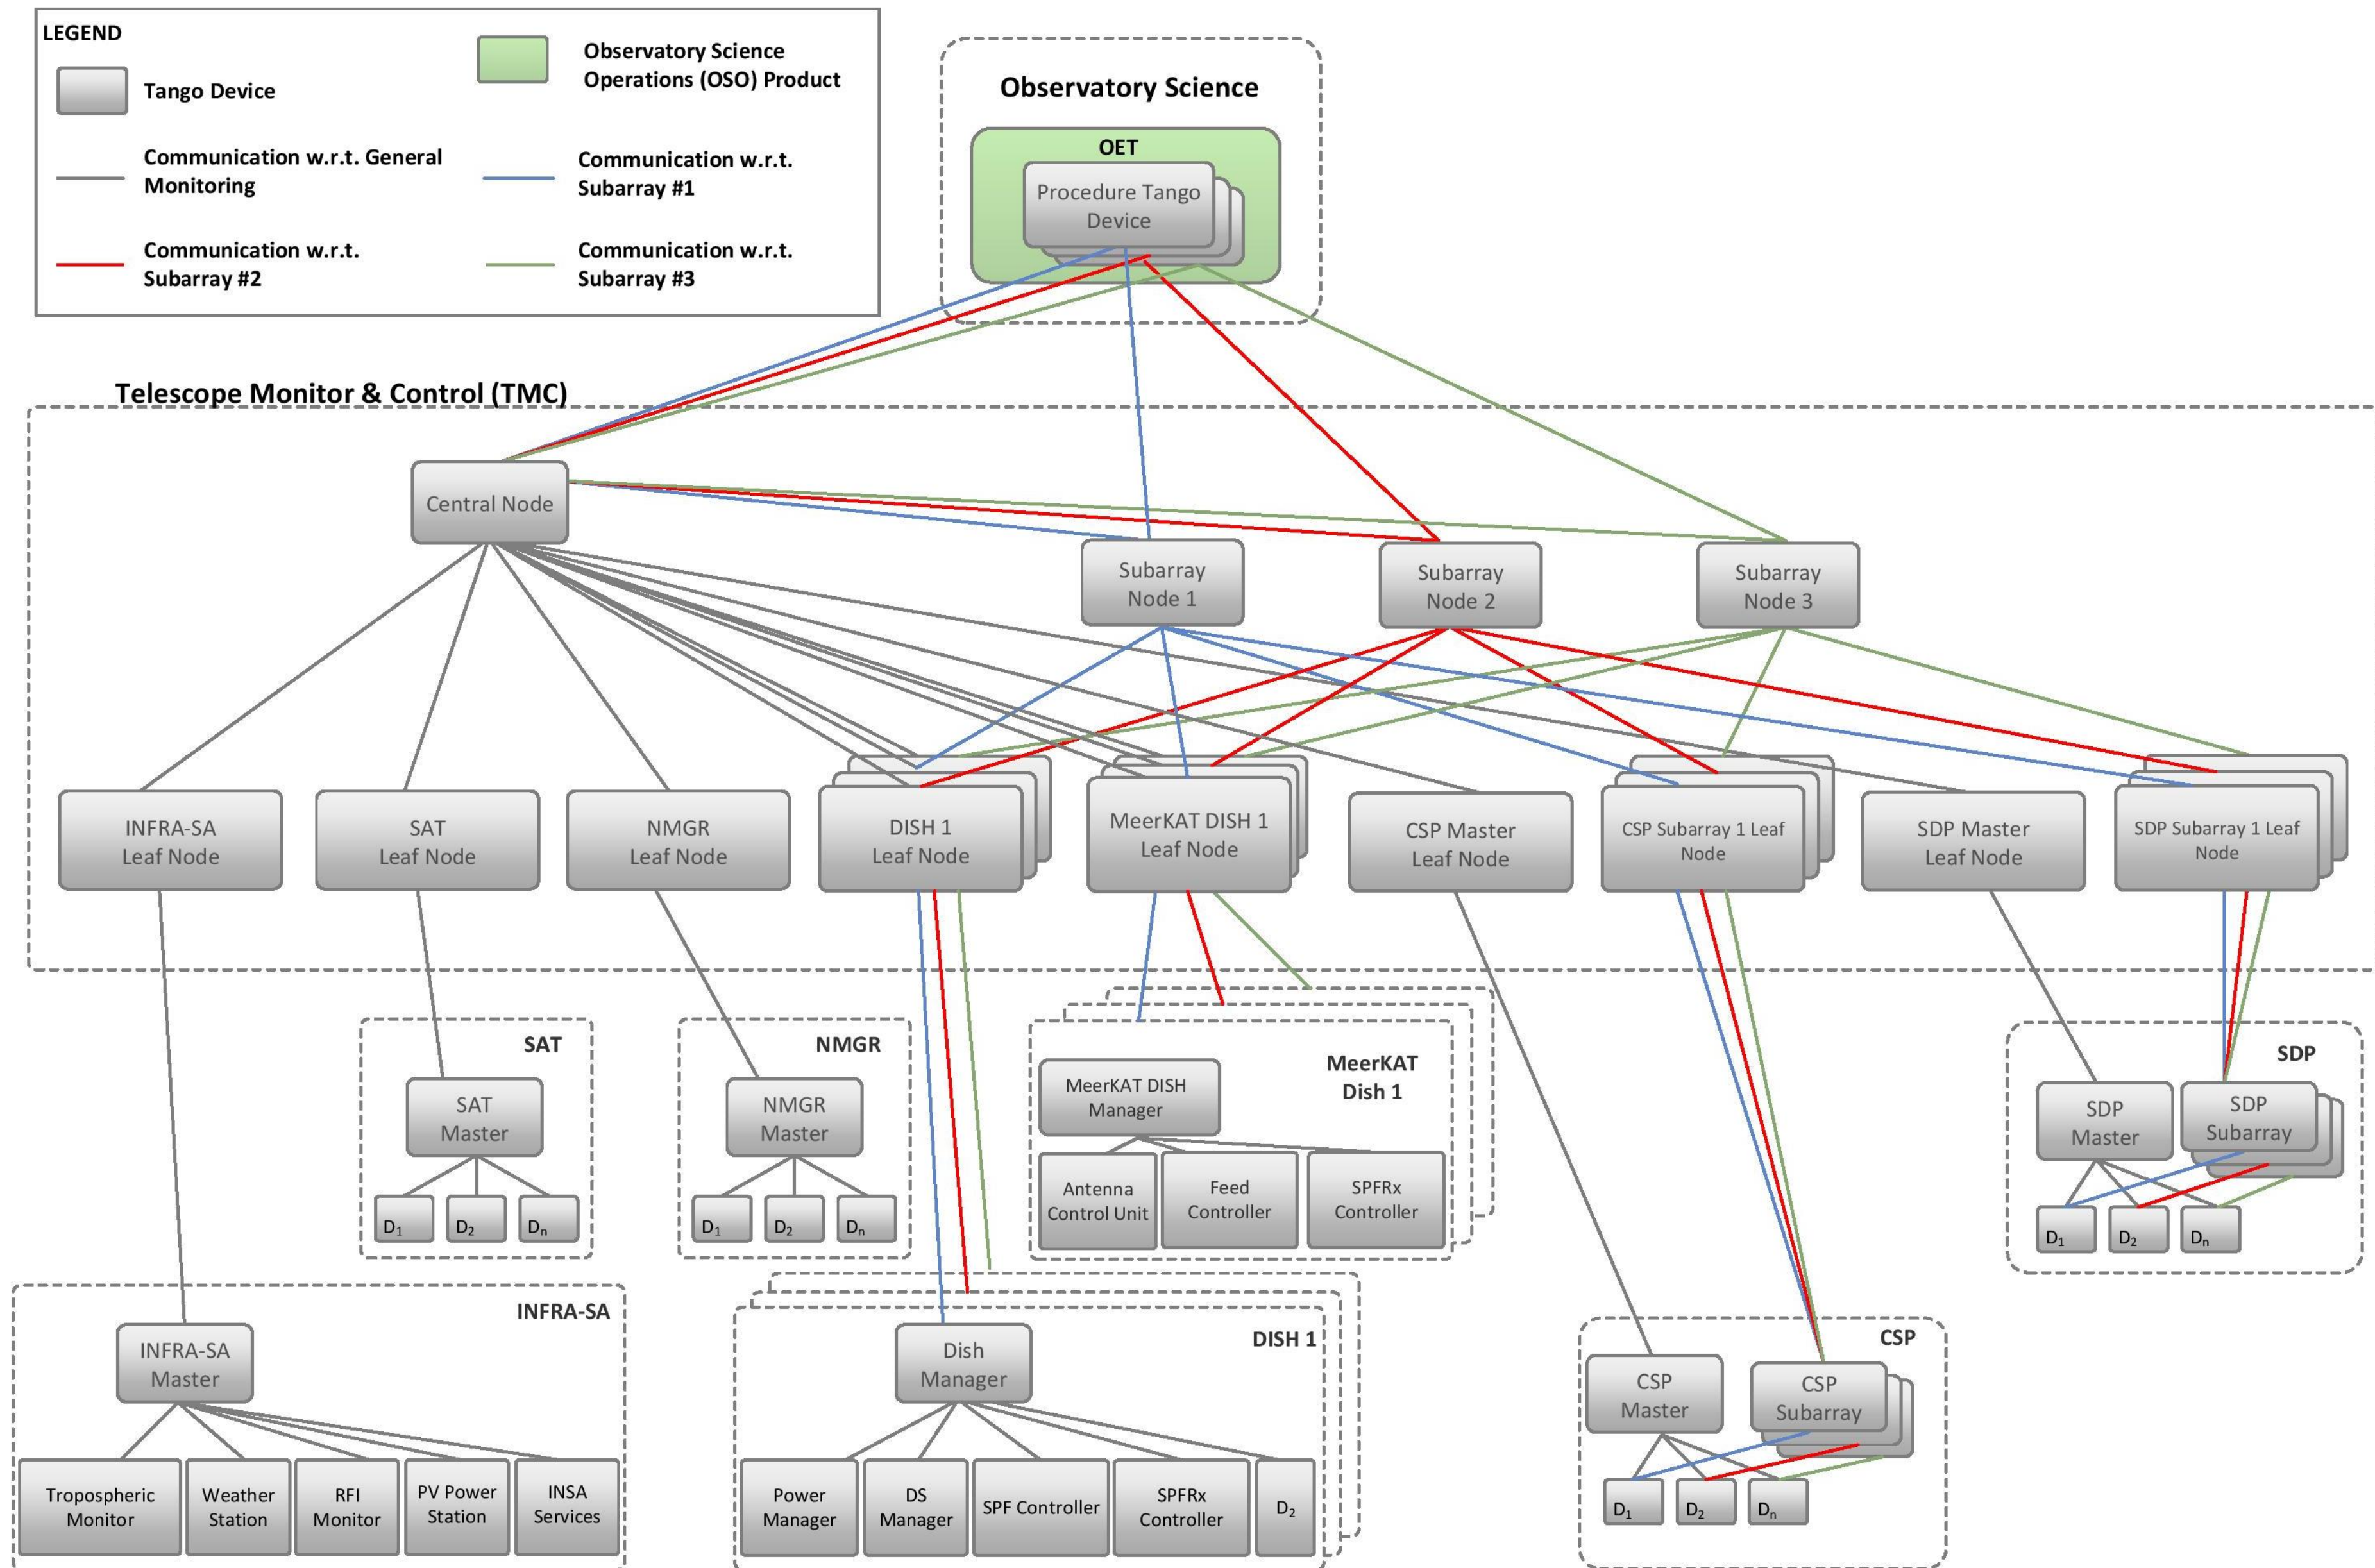 LEGEND
Tango Device
Observatory Science
Operations (OSO) Product
Communication w.r.t. General
Monitoring
Communication w.r.t.
Subarray #1
Communication w.r.t.
Subarray #2
Communication w.r.t.
Subarray #3
Observatory Science
OET
Procedure Tango
Device
Telescope Monitor & Control (TMC)
Central Node
Subarray
Node 1
Subarray
Node 2
Subarray
Node 3
INFRA-SA
Leaf Node
SAT
Leaf Node
NMGR
Leaf Node
DISH 1
Leaf Node
MeerKAT DISH 1
Leaf Node
CSP Master
Leaf Node
CSP Subarray 1 Leaf
Node
SDP Master
Leaf Node
SDP Subarray 1 Leaf
Node
SAT
SAT
Master
D1
D2
Dn
NMGR
NMGR
Master
D1
D2
Dn
MeerKAT
Dish 1
MeerKAT DISH
Manager
Antenna
Control Unit
Feed
Controller
SPFRx
Controller
SDP
SDP
Master
SDP
Subarray
D1
D2
Dn
INFRA-SA
INFRA-SA
Master
Tropospheric
Monitor
Weather
Station
RFI
Monitor
PV Power
Station
INSA
Services
DISH 1
Dish
Manager
Power
Manager
DS
Manager
SPF Controller
SPFRx
Controller
D2
CSP
CSP
Master
CSP
Subarray
D1
D2
Dn